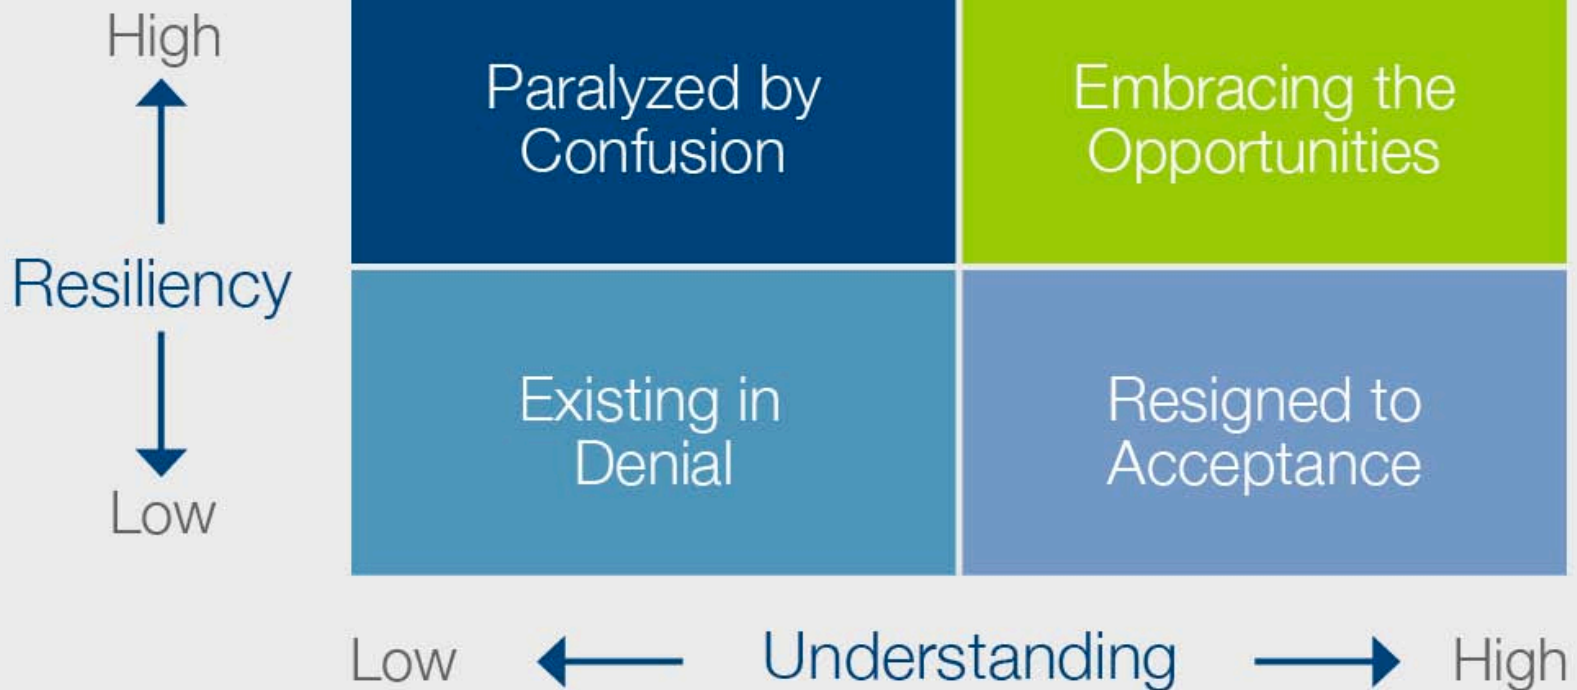 High
Paralyzed by
Confusion
Embracing the
Opportunities
Resiliency
Existing in
Denial
Resigned to
Acceptance
Low
Low
Understanding
High